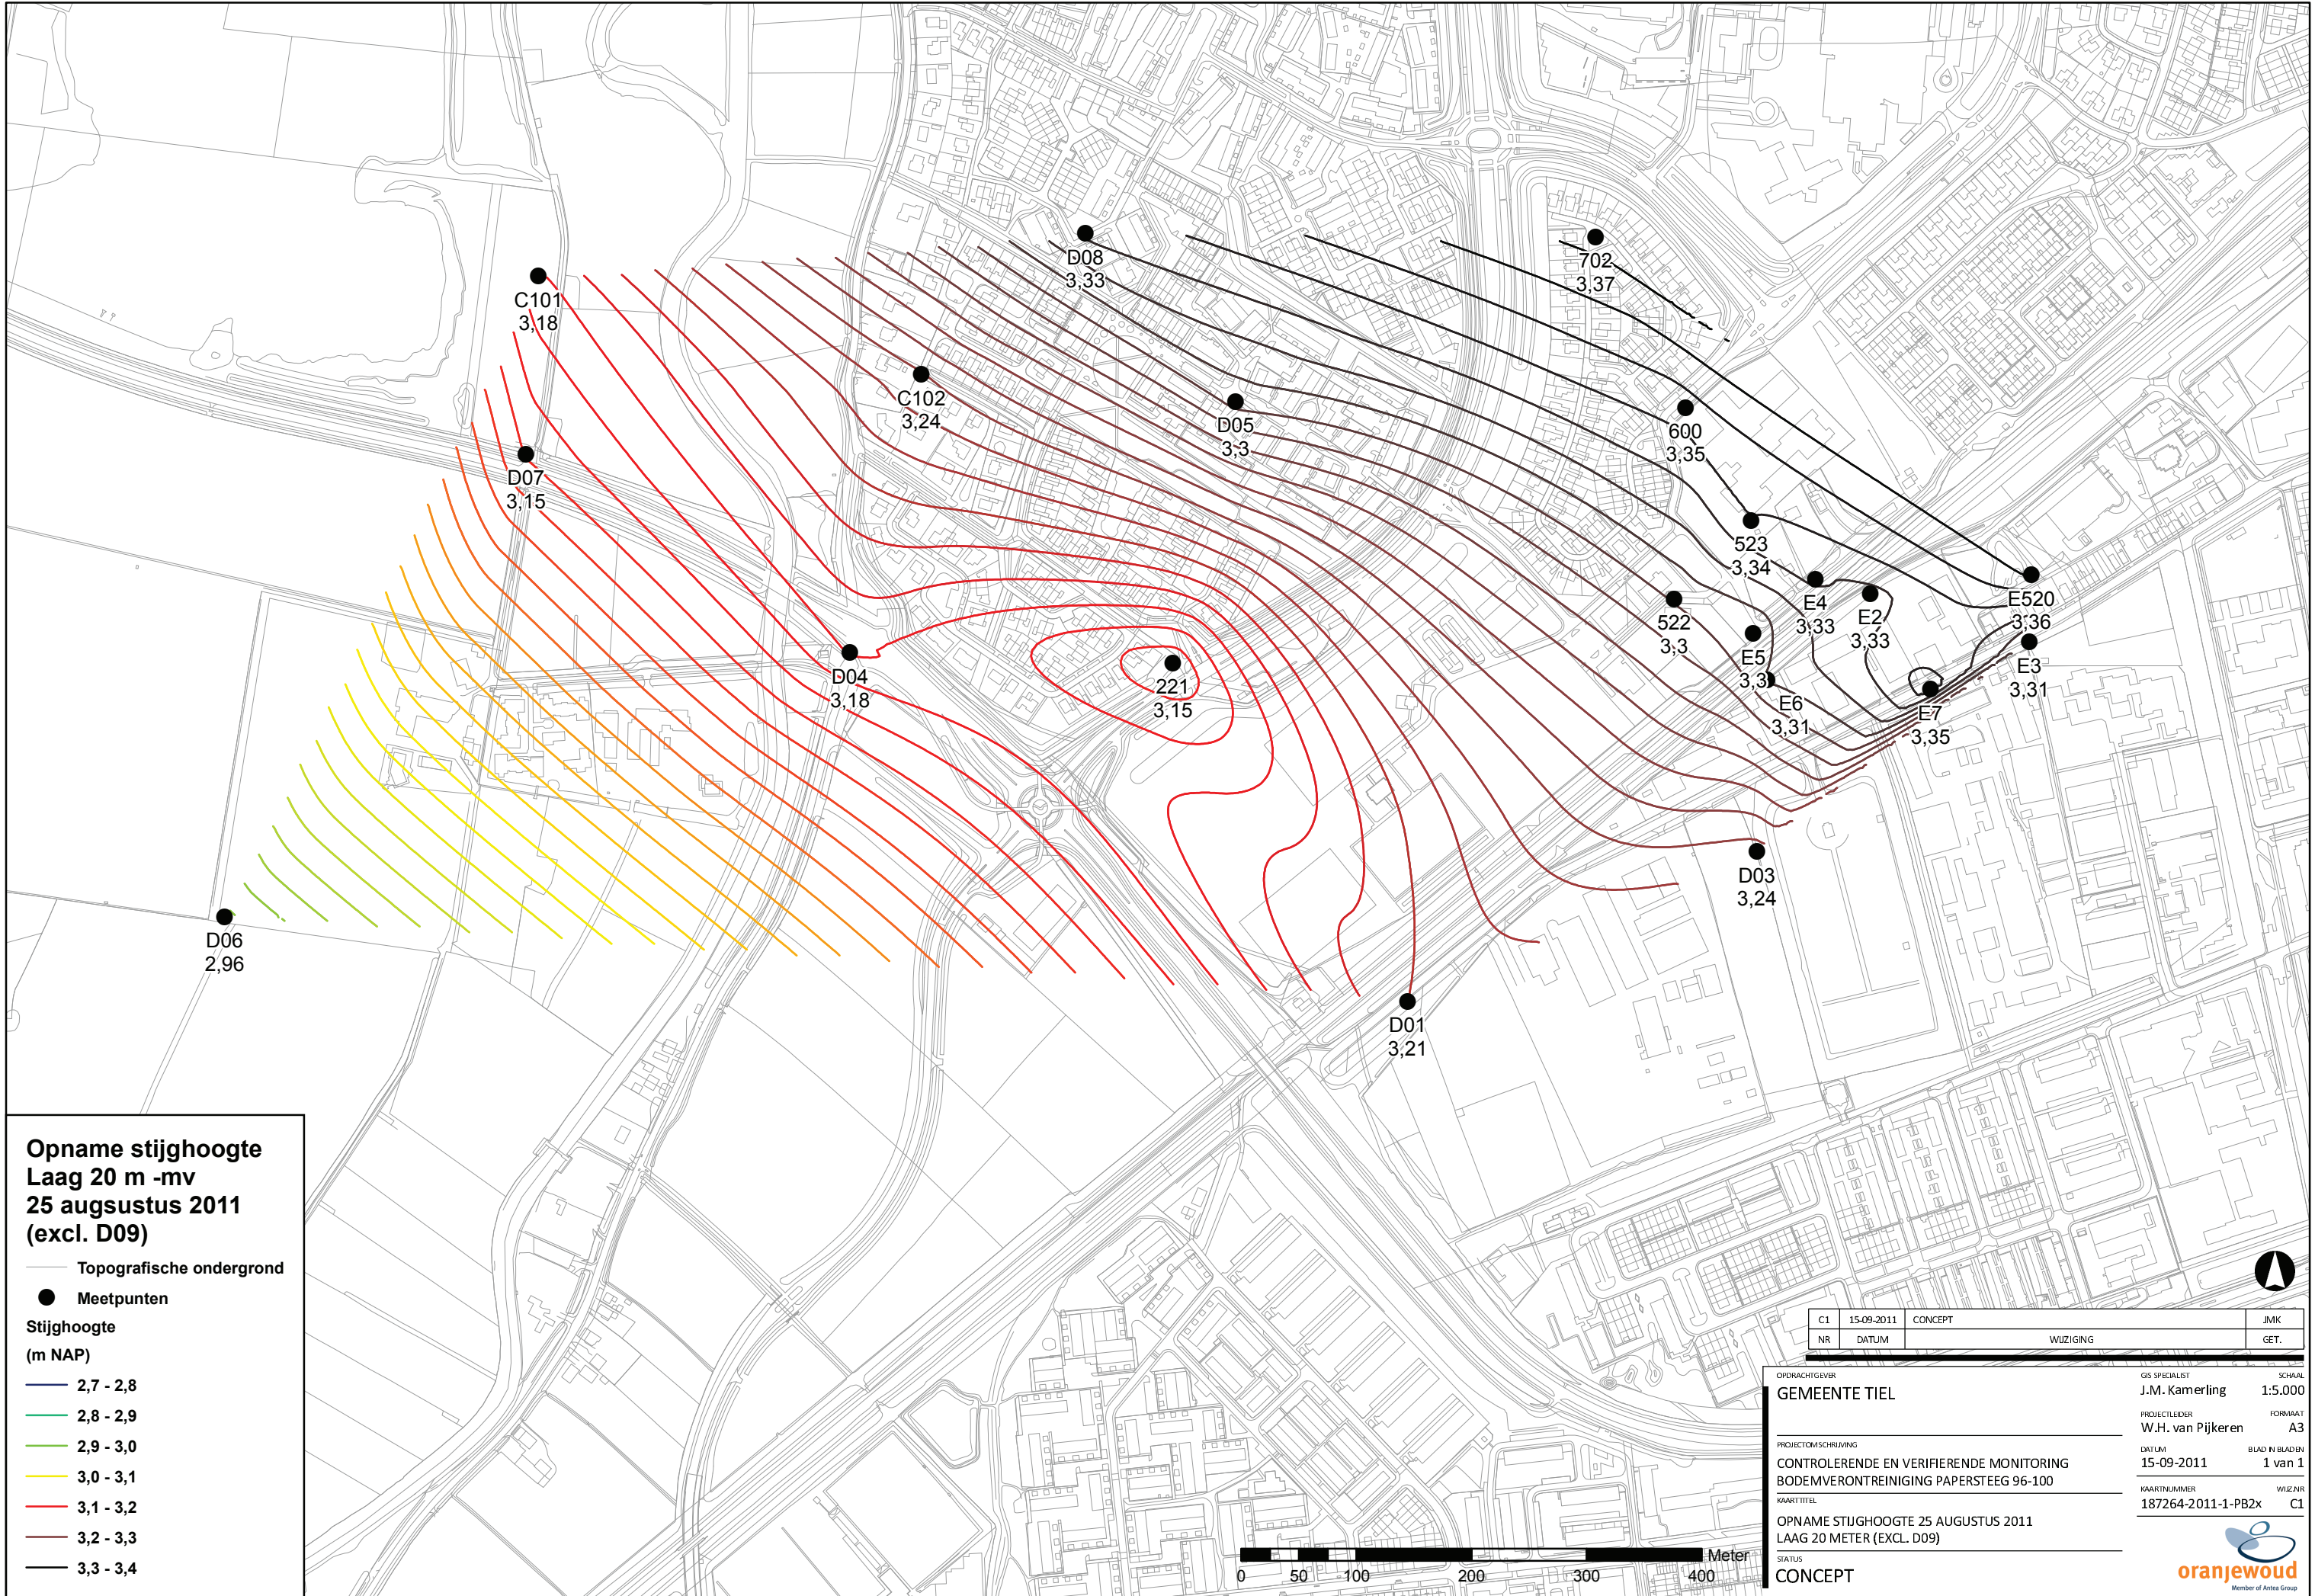 D08
3,33
702
3,37
C101
3,18
C102
3,24
D05
3,3
600
3,35
D07
3,15
523
3,34
E4
3,33
E2
3,33
E520
3,36
522
3,3
E5
3,3
E3
3,31
D04
3,18
221
3,15
E6
3,31
E7
3,35
D03
3,24
D06
2,96
D01
3,21
Opname stijghoogte
Laag 20 m -mv
25 augsustus 2011
(excl. D09)
Topografische ondergrond
Meetpunten
Stijghoogte
(m NAP)
2,7 - 2,8
2,8 - 2,9
2,9 - 3,0
3,0 - 3,1
3,1 - 3,2
3,2 - 3,3
3,3 - 3,4
Meter
0 50 100 200 300 400
C1 15-09-2011 CONCEPT JMK
NR DATUM WIJZIGING GET.
OPDRACHTGEVER
GEMEENTE TIEL
GIS SPECIALIST SCHAAL
J.M. Kamerling 1:5.000
PROJECTLEIDER FORMAAT
W.H. van Pijkeren A3
PROJECTOMSCHRIJVING
CONTROLERENDE EN VERIFIERENDE MONITORING
BODEMVERONTREINIGING PAPERSTEEG 96-100
DATUM BLAD IN BLADEN
15-09-2011 1 van 1
KAARTTITEL
OPNAME STIJGHOOGTE 25 AUGUSTUS 2011
LAAG 20 METER (EXCL. D09)
KAARTNUMMER WIJZ.NR
187264-2011-1-PB2x C1
STATUS
CONCEPT
oranjewoud
Member of Antea Group